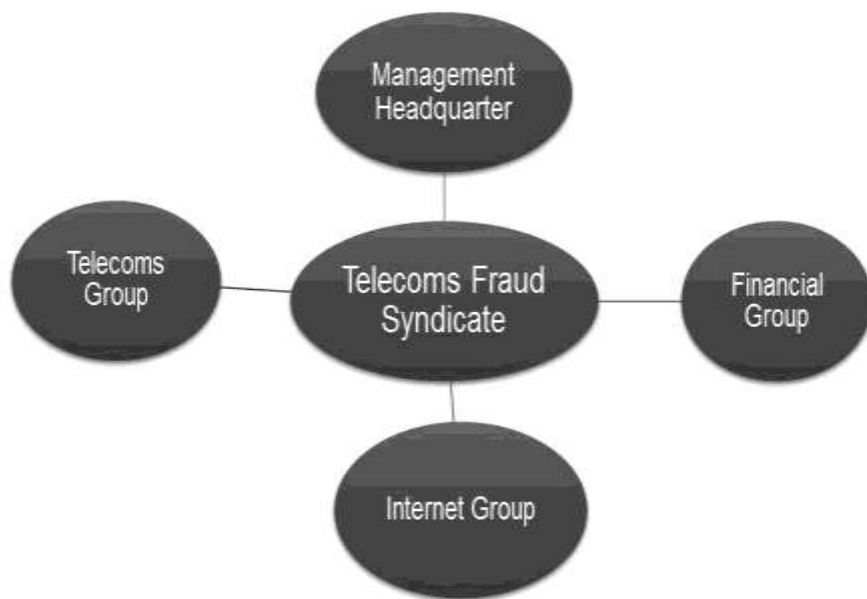 Management
Headquarter
Telecoms
Group
Telecoms Fraud
Syndicate
Financial
Group
Internet Group